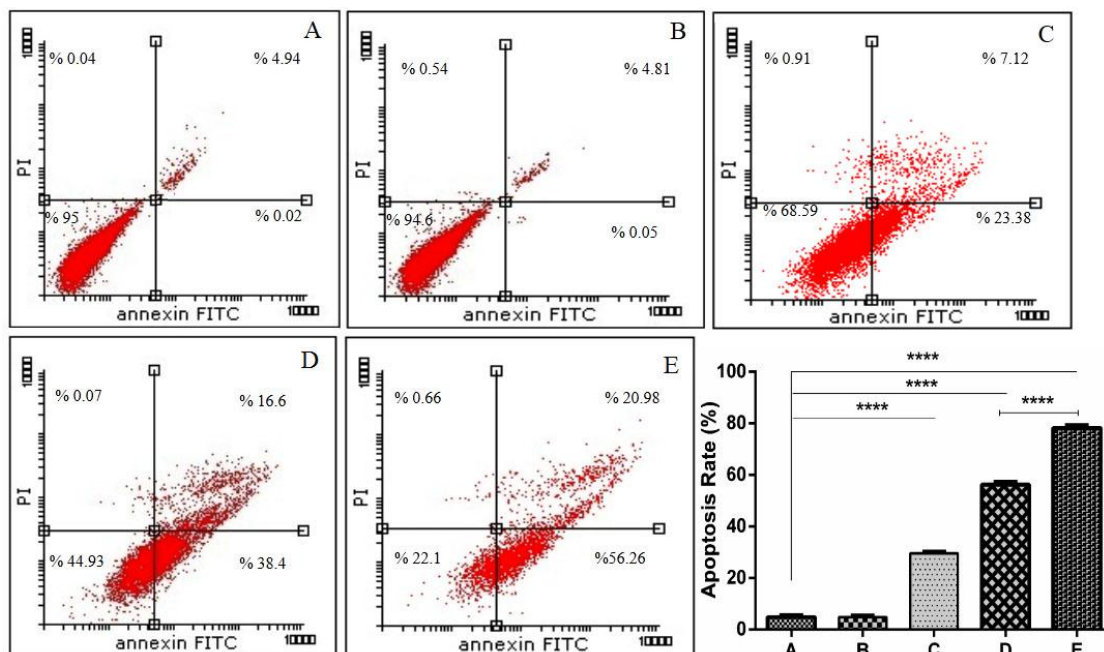 A
% 0.04
% 4.94
% 95
% 0.02
PI
annexin FITC
B
% 0.54
% 4.81
% 94.6
% 0.05
PI
annexin FITC
C
% 0.91
% 7.12
% 68.59
% 23.38
PI
annexin FITC
D
% 0.07
% 16.6
% 44.93
% 38.4
PI
annexin FITC
E
% 0.66
% 20.98
% 22.1
%56.26
PI
annexin FITC
Apoptosis Rate (%)
100
80
60
40
20
0
****
****
****
****
A B C D E